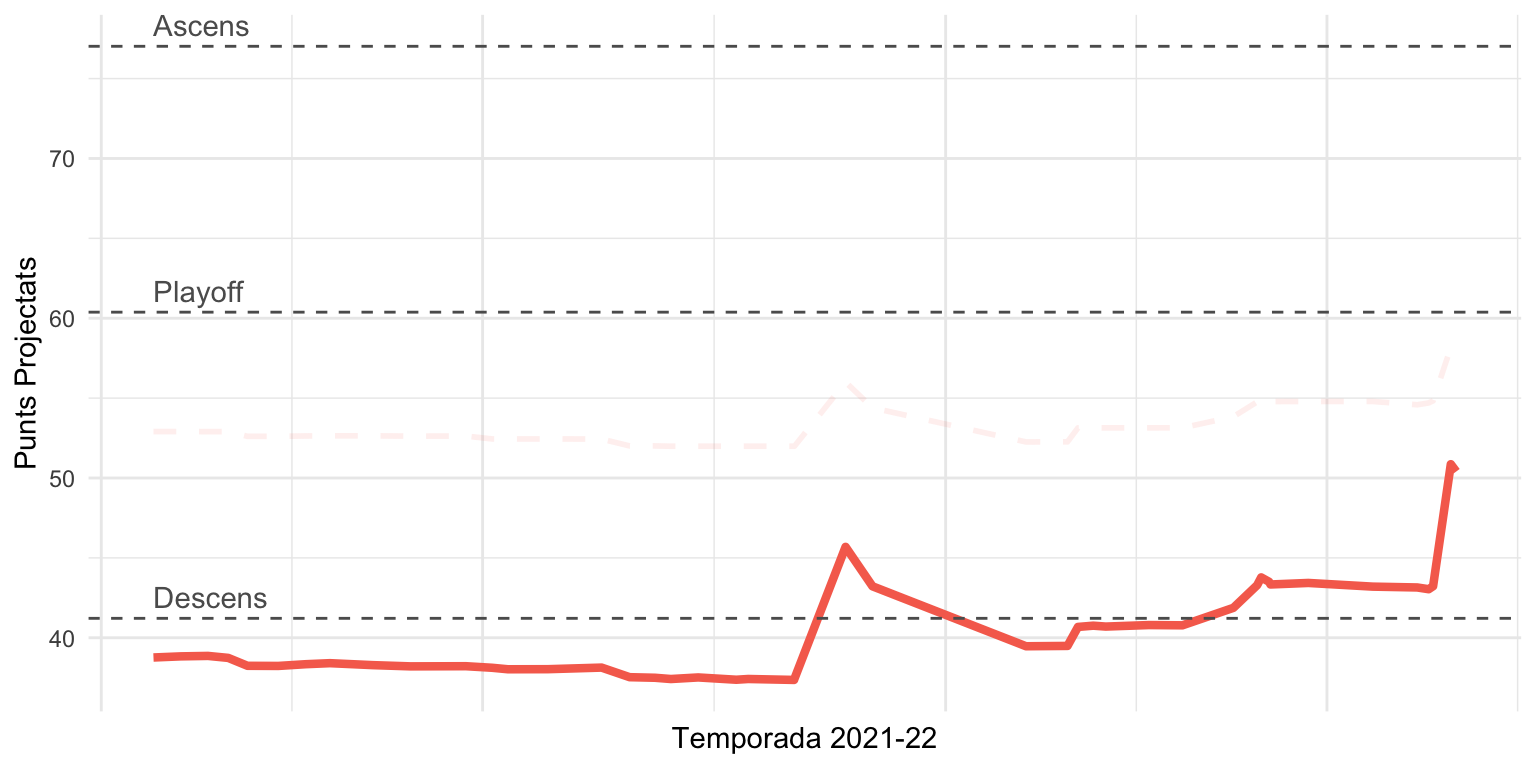 Ascens
70
Playoff
60
50
Descens
40
Punts Projectats
Temporada 2021-22